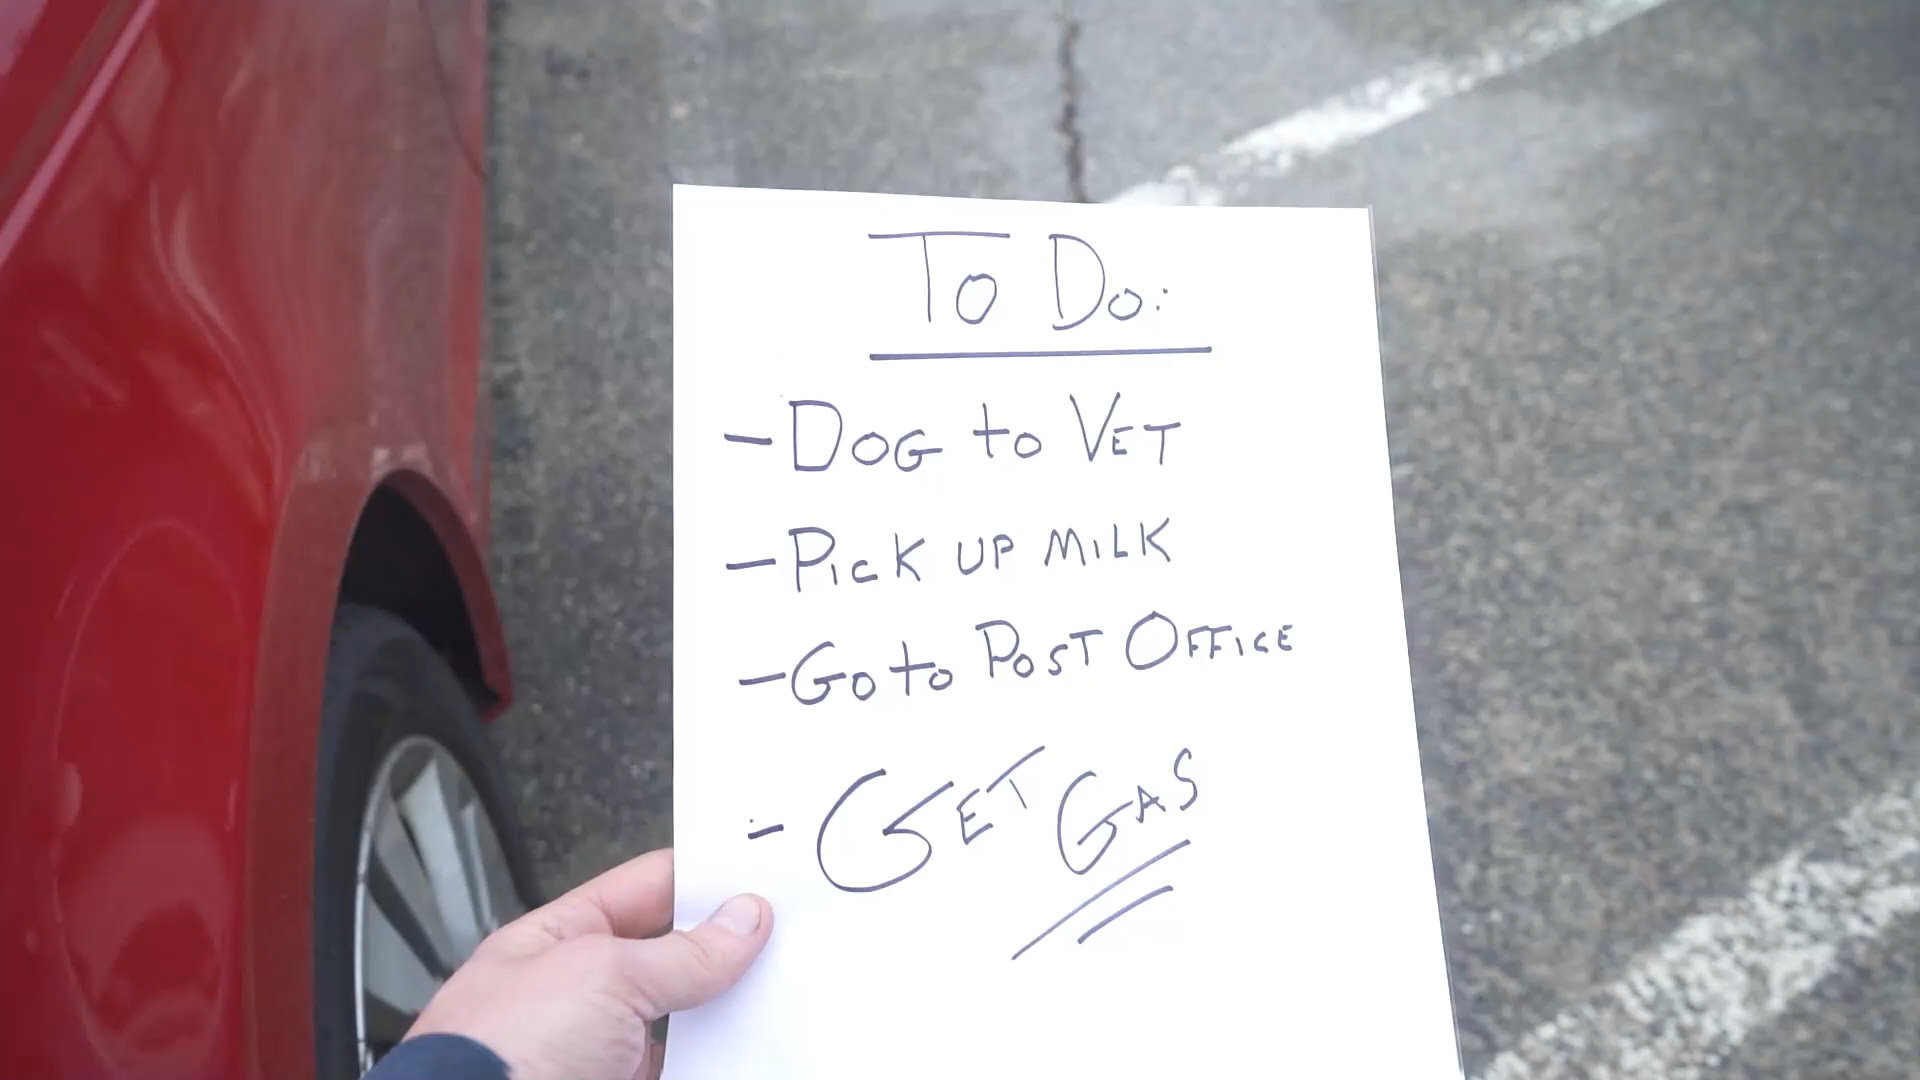 To Do:
- Dog to Vet
- Pick up milk
- Go to Post Office
- Get Gas